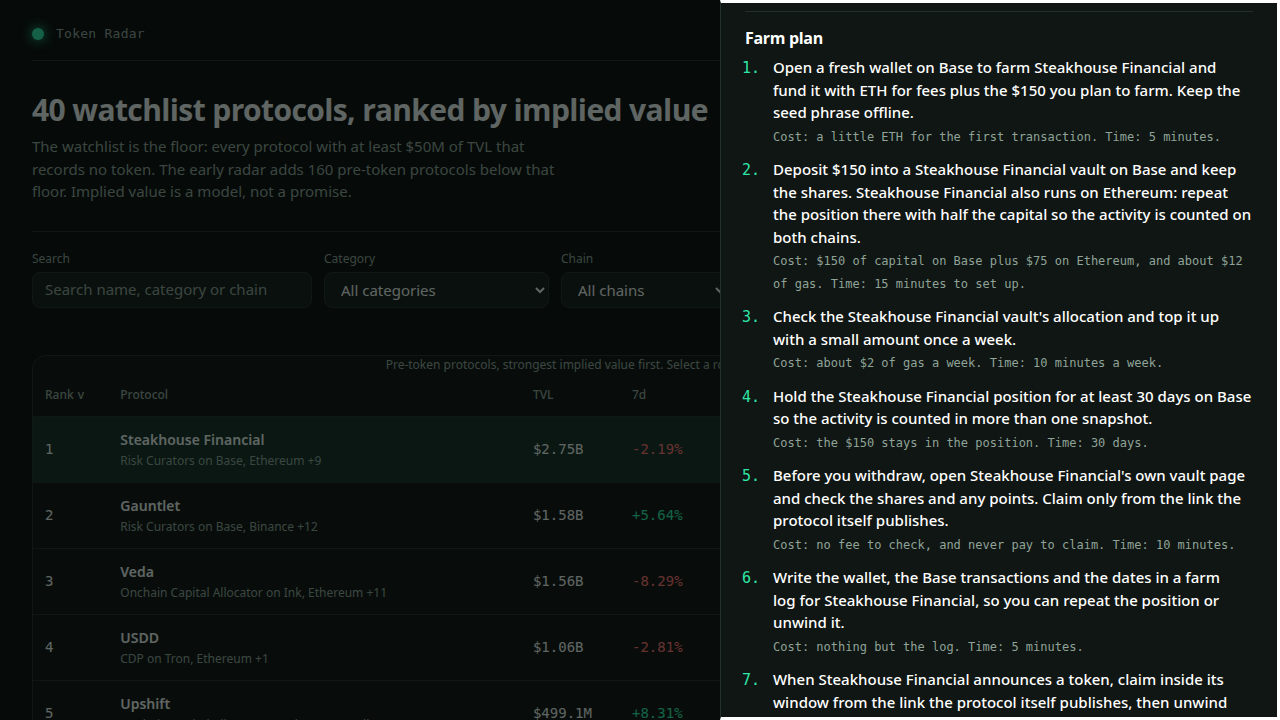 Token Radar
40 watchlist protocols, ranked by implied value
The watchlist is the floor: every protocol with at least $50M of TVL that
records no token. The early radar adds 160 pre-token protocols below that
floor. Implied value is a model, not a promise.
Search
Category
Chain
Search name, category or chain
All categories
All chains
Pre-token protocols, strongest implied value first. Select a
Rank v
Protocol
TVL
7d
1
Steakhouse Financial
Risk Curators on Base, Ethereum +9
$2.75B
-2.19%
2
Gauntlet
Risk Curators on Base, Binance +12
$1.58B
+5.64%
3
Veda
Onchain Capital Allocator on Ink, Ethereum +11
$1.56B
-8.29%
4
USDD
CDP on Tron, Ethereum +1
$1.06B
-2.81%
5
Upshift
$499.1M
+8.31%
Farm plan
1. Open a fresh wallet on Base to farm Steakhouse Financial and
fund it with ETH for fees plus the $150 you plan to farm. Keep the
seed phrase offline.
Cost: a little ETH for the first transaction. Time: 5 minutes.
2. Deposit $150 into a Steakhouse Financial vault on Base and keep
the shares. Steakhouse Financial also runs on Ethereum: repeat
the position there with half the capital so the activity is counted on
both chains.
Cost: $150 of capital on Base plus $75 on Ethereum, and about $12
of gas. Time: 15 minutes to set up.
3. Check the Steakhouse Financial vault's allocation and top it up
with a small amount once a week.
Cost: about $2 of gas a week. Time: 10 minutes a week.
4. Hold the Steakhouse Financial position for at least 30 days on Base
so the activity is counted in more than one snapshot.
Cost: the $150 stays in the position. Time: 30 days.
5. Before you withdraw, open Steakhouse Financial's own vault page
and check the shares and any points. Claim only from the link the
protocol itself publishes.
Cost: no fee to check, and never pay to claim. Time: 10 minutes.
6. Write the wallet, the Base transactions and the dates in a farm
log for Steakhouse Financial, so you can repeat the position or
unwind it.
Cost: nothing but the log. Time: 5 minutes.
7. When Steakhouse Financial announces a token, claim inside its
window from the link the protocol itself publishes, then unwind